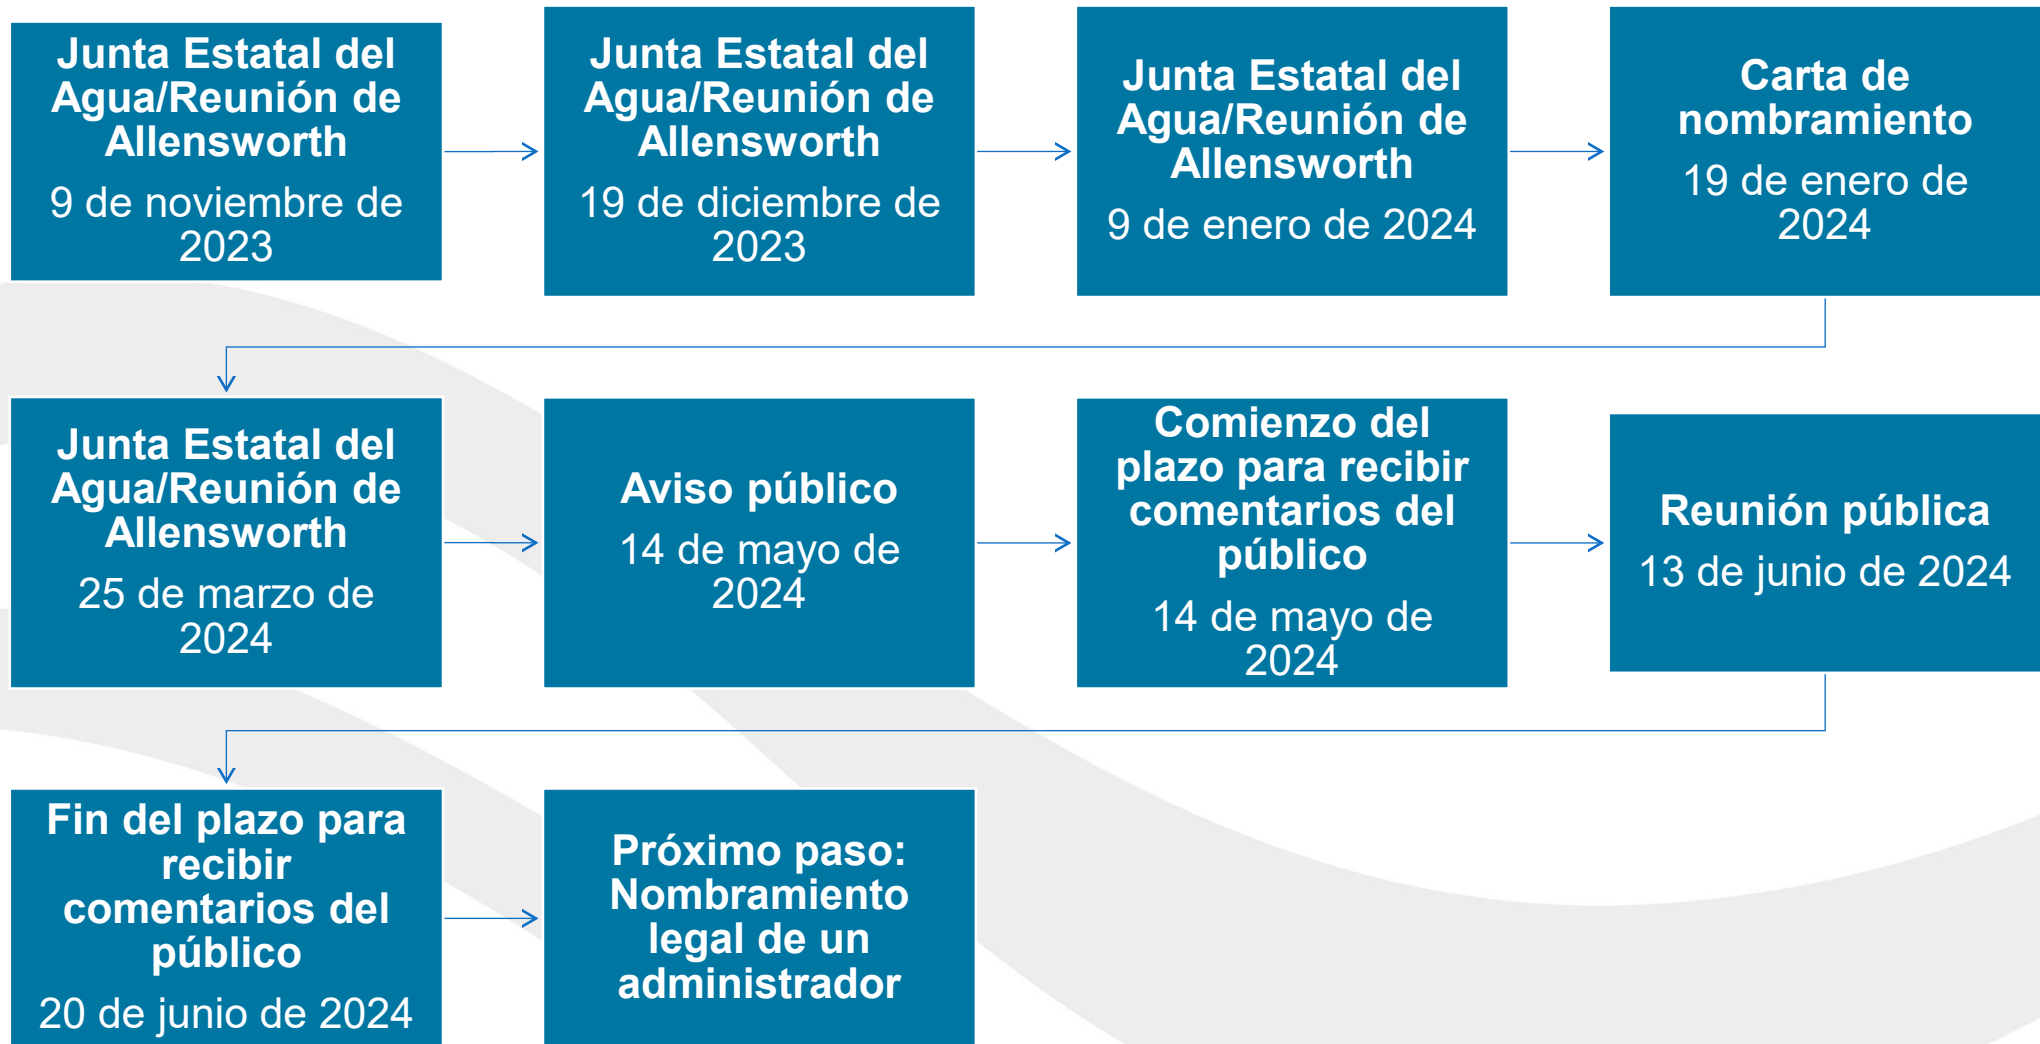 Junta Estatal del
Agua/Reunión de
Allensworth
9 de noviembre de
2023
Junta Estatal del
Agua/Reunión de
Allensworth
19 de diciembre de
2023
Junta Estatal del
Agua/Reunión de
Allensworth
9 de enero de 2024
Carta de
nombramiento
19 de enero de
2024
Junta Estatal del
Agua/Reunión de
Allensworth
25 de marzo de
2024
Aviso público
14 de mayo de
2024
Comienzo del
plazo para recibir
comentarios del
público
14 de mayo de
2024
Reunión pública
13 de junio de 2024
Fin del plazo para
recibir
comentarios del
público
20 de junio de 2024
Próximo paso:
Nombramiento
legal de un
administrador